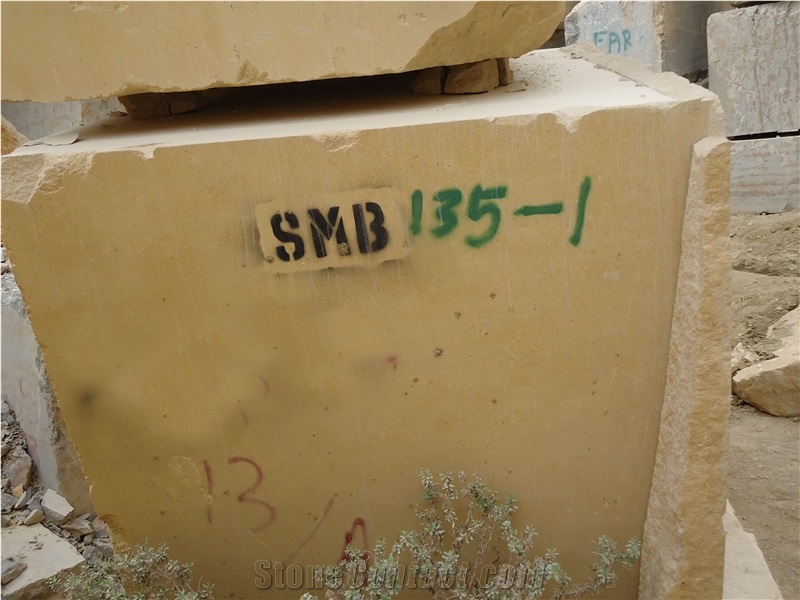 FAR
SMB 135-1
13
/A
StoneContact.com